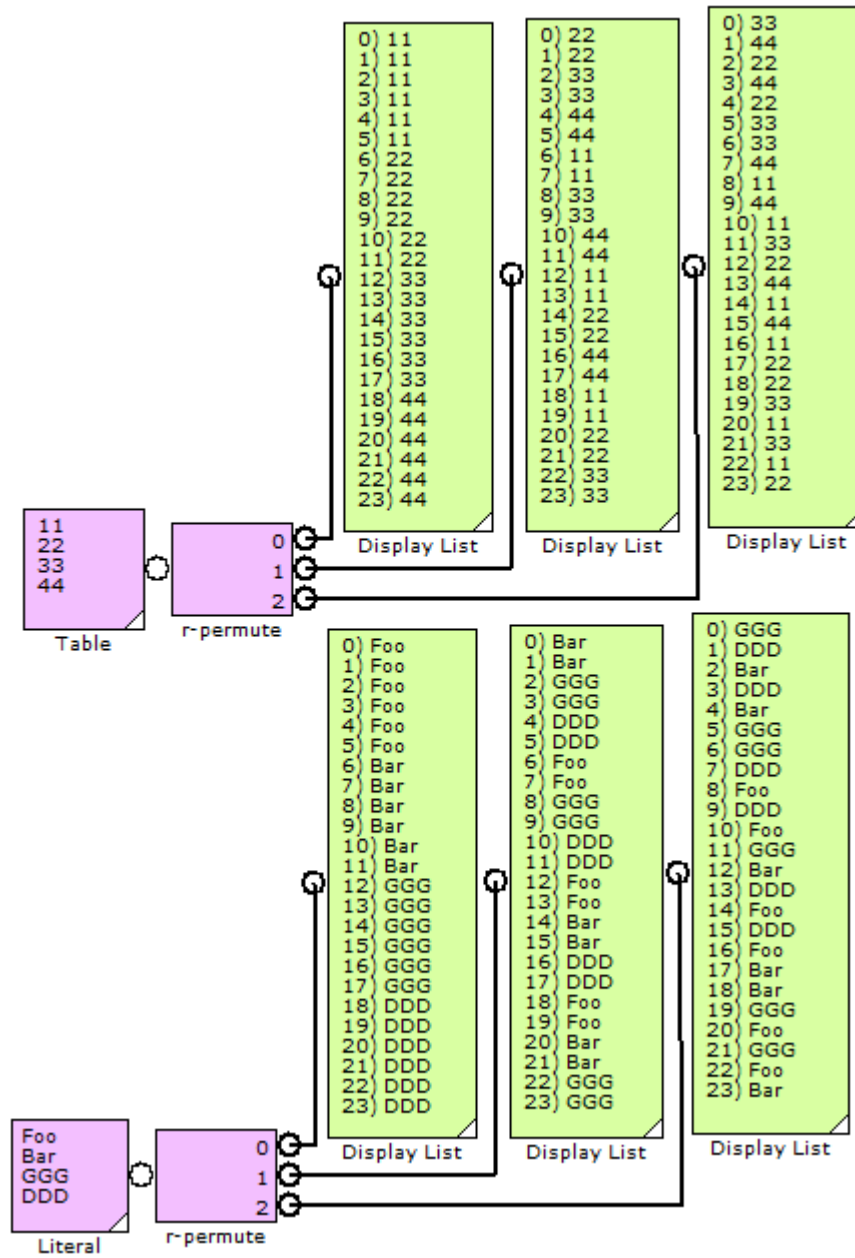 0) 11
1) 11
2) 11
3) 11
4) 11
5) 11
6) 22
7) 22
8) 22
9) 22
10) 22
11) 22
12) 33
13) 33
14) 33
15) 33
16) 33
17) 33
18) 44
19) 44
20) 44
21) 44
22) 44
23) 44
Display List
0) 22
1) 22
2) 33
3) 33
4) 44
5) 44
6) 11
7) 11
8) 33
9) 33
10) 44
11) 44
12) 11
13) 11
14) 22
15) 22
16) 44
17) 44
18) 11
19) 11
20) 22
21) 22
22) 33
23) 33
Display List
0) 33
1) 44
2) 22
3) 44
4) 22
5) 33
6) 33
7) 44
8) 11
9) 44
10) 11
11) 33
12) 22
13) 44
14) 11
15) 44
16) 11
17) 22
18) 22
19) 33
20) 11
21) 33
22) 11
23) 22
Display List
11
22
33
44
Table
0
1
2
r-permute
0) Foo
1) Foo
2) Foo
3) Foo
4) Foo
5) Foo
6) Bar
7) Bar
8) Bar
9) Bar
10) Bar
11) Bar
12) GGG
13) GGG
14) GGG
15) GGG
16) GGG
17) GGG
18) DDD
19) DDD
20) DDD
21) DDD
22) DDD
23) DDD
Display List
0) Bar
1) Bar
2) GGG
3) GGG
4) DDD
5) DDD
6) Foo
7) Foo
8) GGG
9) GGG
10) DDD
11) DDD
12) Foo
13) Foo
14) Bar
15) Bar
16) DDD
17) DDD
18) Foo
19) Foo
20) Bar
21) Bar
22) GGG
23) GGG
Display List
0) GGG
1) DDD
2) Bar
3) DDD
4) Bar
5) GGG
6) GGG
7) DDD
8) Foo
9) DDD
10) Foo
11) GGG
12) Bar
13) DDD
14) Foo
15) DDD
16) Foo
17) Bar
18) Bar
19) GGG
20) Foo
21) GGG
22) Foo
23) Bar
Display List
Foo
Bar
GGG
DDD
Literal
0
1
2
r-permute